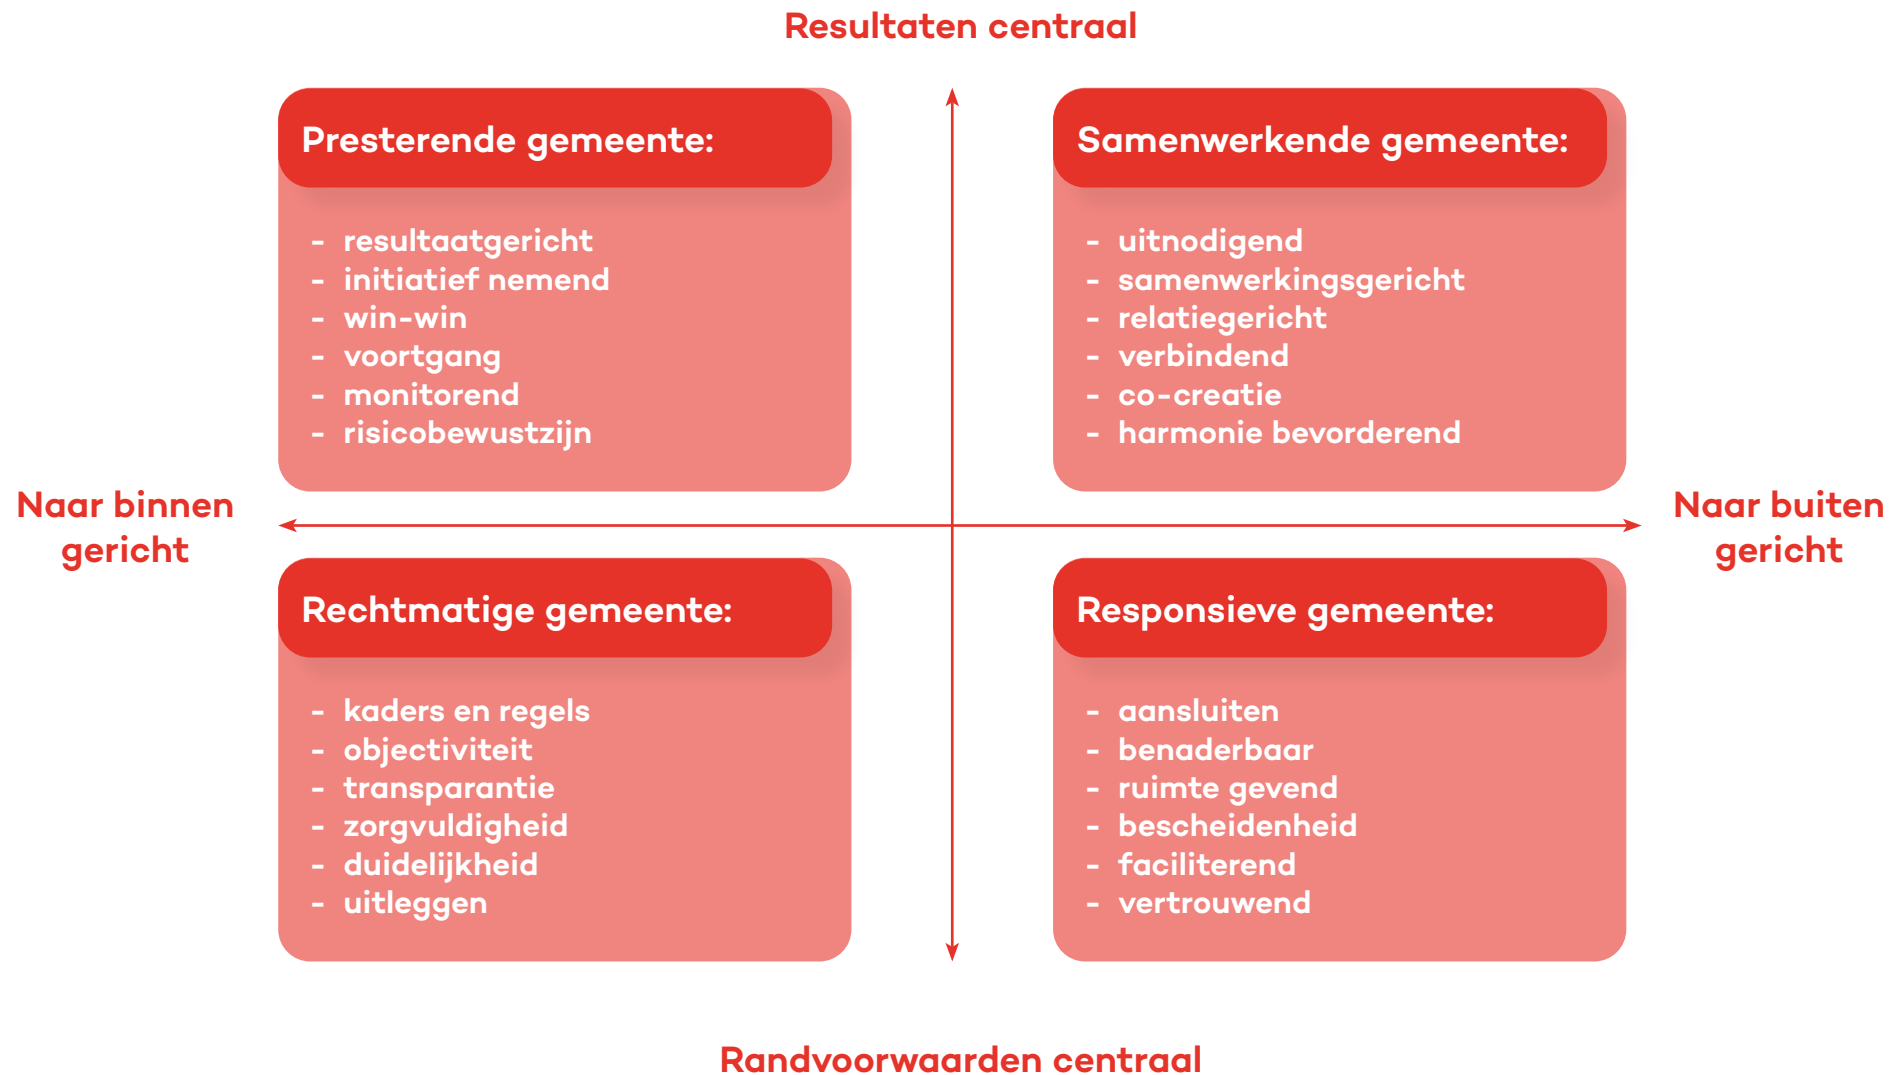 Resultaten centraal
Presterende gemeente:
- resultaatgericht
- initiatief nemend
- win-win
- voortgang
- monitorend
- risicobewustzijn
Samenwerkende gemeente:
- uitnodigend
- samenwerkingsgericht
- relatiegericht
- verbindend
- co-creatie
- harmonie bevorderend
Naar binnen
gericht
Naar buiten
gericht
Rechtmatige gemeente:
- kaders en regels
- objectiviteit
- transparantie
- zorgvuldigheid
- duidelijkheid
- uitleggen
Responsieve gemeente:
- aansluiten
- benaderbaar
- ruimte gevend
- bescheidenheid
- faciliterend
- vertrouwend
Randvoorwaarden centraal